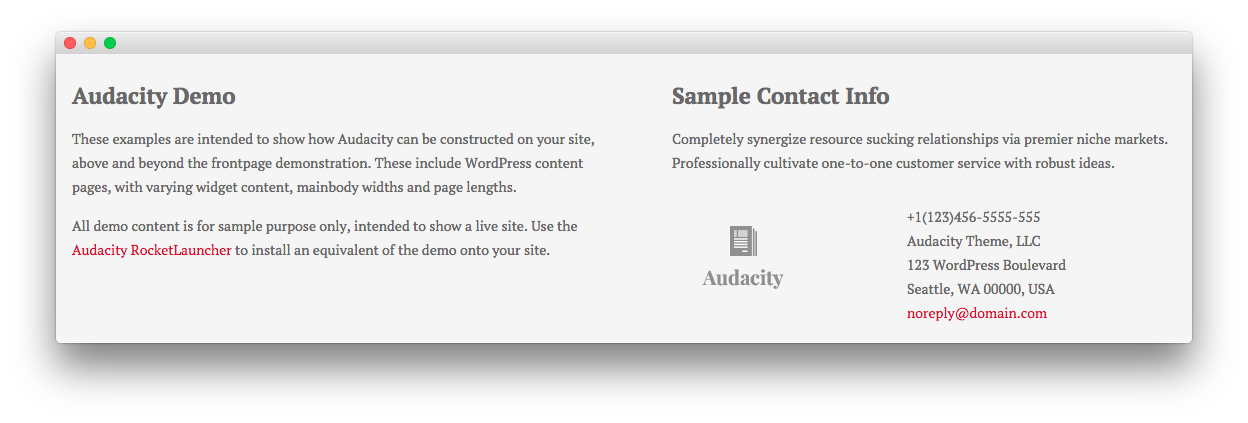 Audacity Demo
These examples are intended to show how Audacity can be constructed on your site,
above and beyond the frontpage demonstration. These include WordPress content
pages, with varying widget content, mainbody widths and page lengths.
All demo content is for sample purpose only, intended to show a live site. Use the
Audacity RocketLauncher to install an equivalent of the demo onto your site.
Sample Contact Info
Completely synergize resource sucking relationships via premier niche markets.
Professionally cultivate one-to-one customer service with robust ideas.
Audacity
+1(123)456-5555-555
Audacity Theme, LLC
123 WordPress Boulevard
Seattle, WA 00000, USA
noreply@domain.com